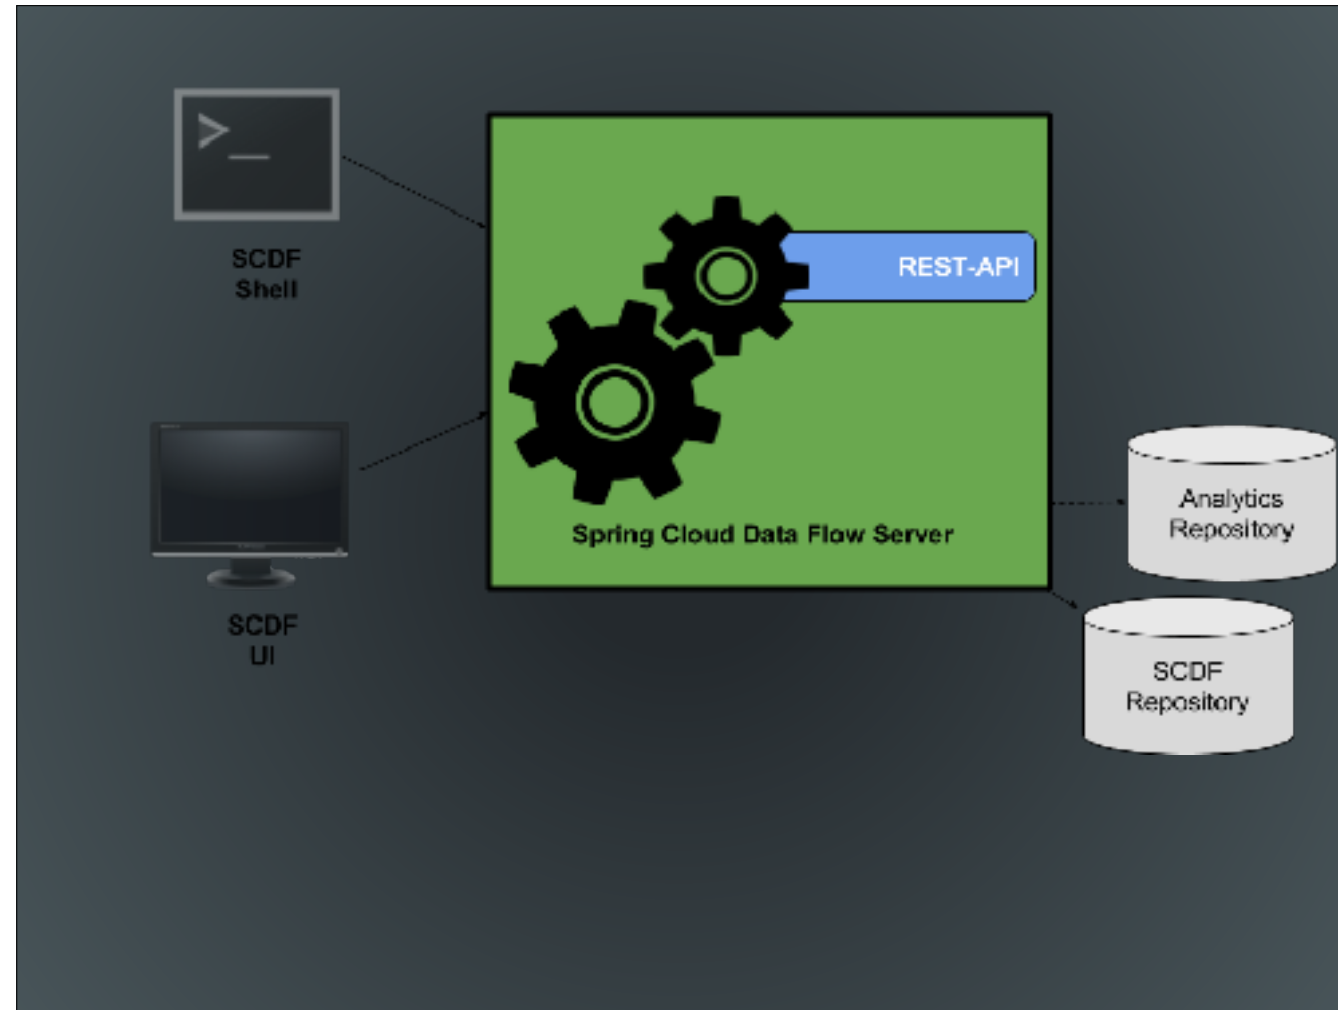 >_
SCDF
Shell
REST-API
Spring Cloud Data Flow Server
Analytics
Repository
SCDF
UI
SCDF
Repository